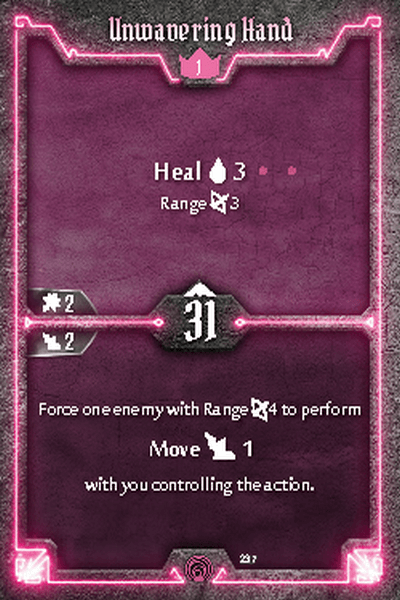 Unwavering Hand
1
Heal 3
Range 3
2
31
2
Force one enemy with Range 4 to perform
Move 1
with you controlling the action.
237